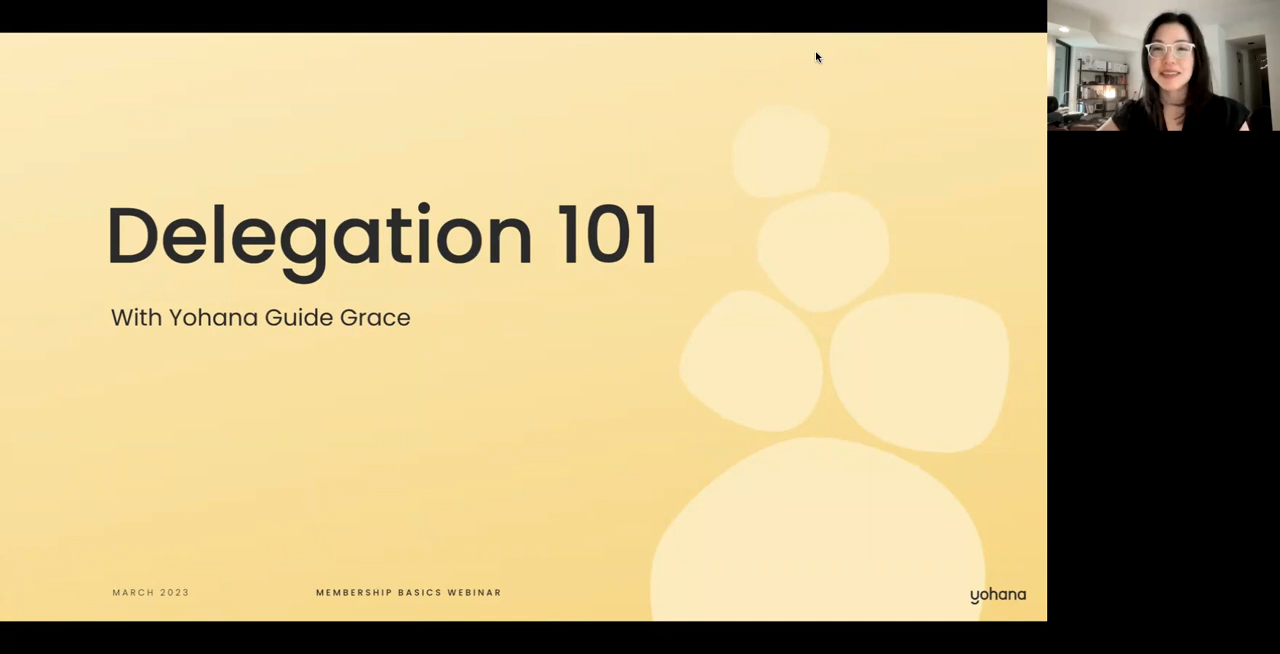 Delegation 101
With Yohana Guide Grace
MARCH 2023
MEMBERSHIP BASICS WEBINAR
yohana